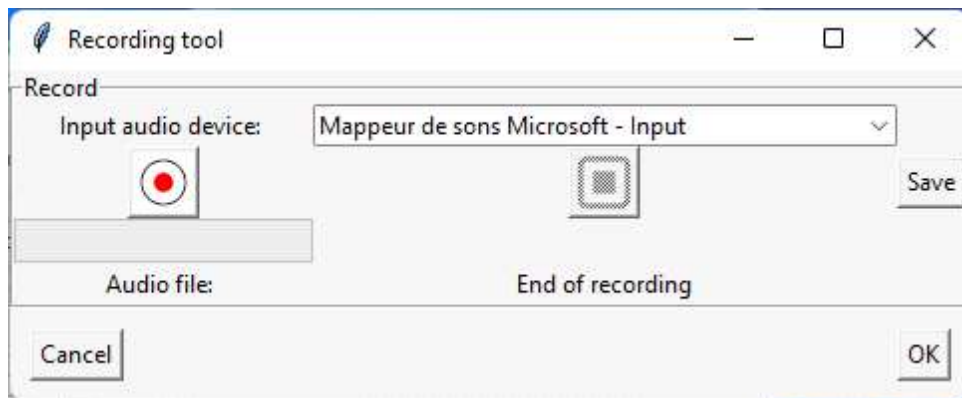 Recording tool
Record
Input audio device: Mappeur de sons Microsoft - Input
Save
Audio file: End of recording
Cancel OK